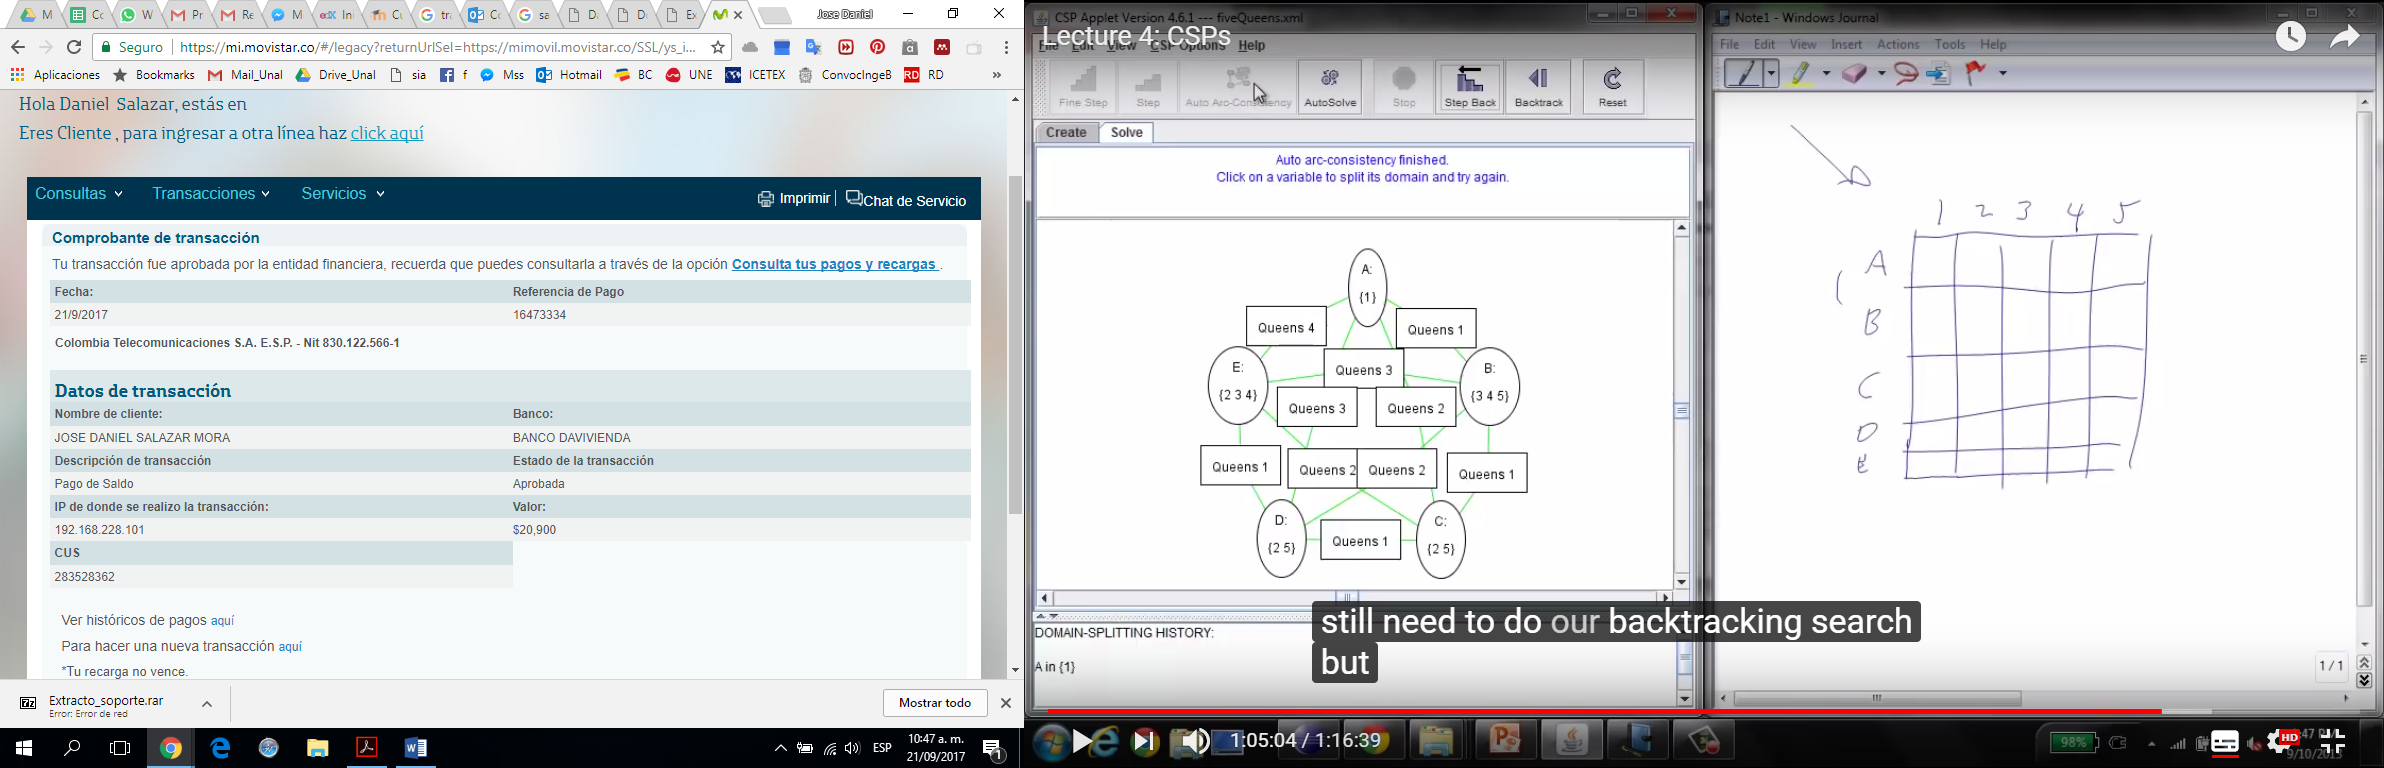 M
Cc
W
Pr
Re
M
In
Cu
tra
Co
sa
Da
De
Ex
Jose Daniel
Seguro
https://mi.movistar.co/#/legacy?returnUrlSel=https://mimovil.movistar.co/SSL/ys_i...
Aplicaciones
Bookmarks
Mail_Unal
Drive_Unal
sia
f
Mss
Hotmail
BC
UNE
ICETEX
ConvocIngeB
RD
RD
»
Hola Daniel Salazar, estás en
Eres Cliente , para ingresar a otra línea haz click aquí
Consultas
Transacciones
Servicios
Imprimir
Chat de Servicio
Comprobante de transacción
Tu transacción fue aprobada por la entidad financiera, recuerda que puedes consultarla a través de la opción Consulta tus pagos y recargas .
Fecha: Referencia de Pago
21/9/2017 16473334
Colombia Telecomunicaciones S.A. E.S.P. - Nit 830.122.566-1
Datos de transacción
Nombre de cliente: Banco:
JOSE DANIEL SALAZAR MORA BANCO DAVIVIENDA
Descripción de transacción Estado de la transacción
Pago de Saldo Aprobada
IP de donde se realizo la transacción: Valor:
192.168.228.101 $20,900
CUS
283528362
Ver históricos de pagos aquí
Para hacer una nueva transacción aquí
*Tu recarga no vence.
Extracto_soporte.rar
Error: Error de red
Mostrar todo
ESP
10:47 a. m.
21/09/2017
1
CSP Applet Version 4.6.1 --- fiveQueens.xml
Lecture 4: CSPs
File Edit View CSP Options Help
Fine Step
Step
Auto Arc-Consistency
AutoSolve
Stop
Step Back
Backtrack
Reset
Create
Solve
Auto arc-consistency finished.
Click on a variable to split its domain and try again.
A:
{1}
Queens 4
Queens 1
E:
{2 3 4}
Queens 3
B:
{3 4 5}
Queens 3
Queens 2
Queens 1
Queens 2
Queens 2
Queens 1
D:
{2 5}
Queens 1
C:
{2 5}
DOMAIN-SPLITTING HISTORY:
A in {1}
still need to do our backtracking search
but
1:05:04 / 1:16:39
Note1 - Windows Journal
File Edit View Insert Actions Tools Help
1 2 3 4 5
A
B
C
D
E
1 / 1
98%
HD